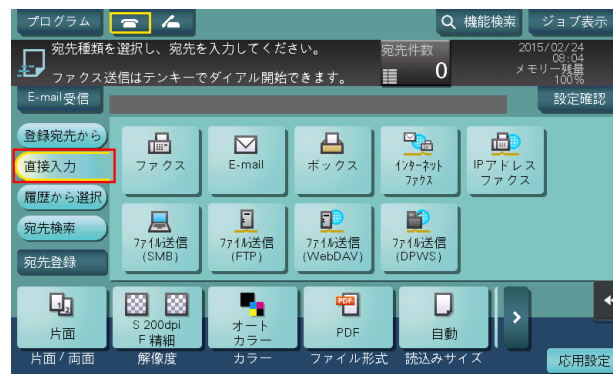 プログラム
機能検索
ジョブ表示
宛先種類を選択し、宛先を入力してください。
ファクス送信はテンキーでダイアル開始できます。
宛先件数
0
2015/02/24
08:04
メモリー残量
100%
E-mail受信
設定確認
登録宛先から
直接入力
履歴から選択
宛先検索
宛先登録
ファクス
E-mail
ボックス
インターネット
ファクス
IPアドレス
ファクス
ファイル送信
(SMB)
ファイル送信
(FTP)
ファイル送信
(WebDAV)
ファイル送信
(DPWS)
片面
S 200dpi
F 精細
オート
カラー
PDF
PDF
自動
片面 / 両面
解像度
カラー
ファイル形式
読込みサイズ
応用設定